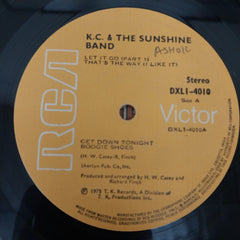 K.C. & THE SUNSHINE
BAND
LET IT GO (PART 1)
THAT'S THE WAY (I LIKE IT)
ASHOK
RCA
Stereo
DXL1-4010
Side A
Victor
DXL1-4010A
GET DOWN TONIGHT
BOOGIE SHOES
(H. W. Casey-R. Finch)
Sherlyn Pub. Co., Inc.
Produced and arranged by H. W. Casey and
Richard Finch
℗ 1975 T. K. Records, A Division of
T. K. Productions Inc.